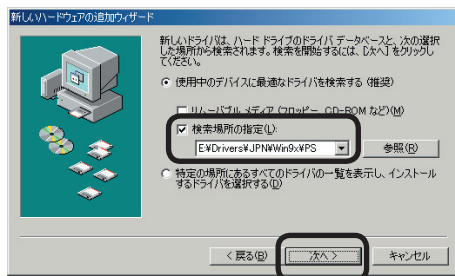 新しいハードウェアの追加ウィザード
新しいドライバは、ハード ドライブのドライバ データベースと、次の選択
した場所から検索されます。検索を開始するには、[次へ] をクリックし
てください。
使用中のデバイスに最適なドライバを検索する (推奨)
リムーバブル メディア (フロッピー、CD-ROM など)(M)
検索場所の指定(L):
E¥Drivers¥JPN¥Win9x¥PS
参照(R)
特定の場所にあるすべてのドライバの一覧を表示し、インストール
するドライバを選択する(D)
< 戻る(B)
次へ >
キャンセル